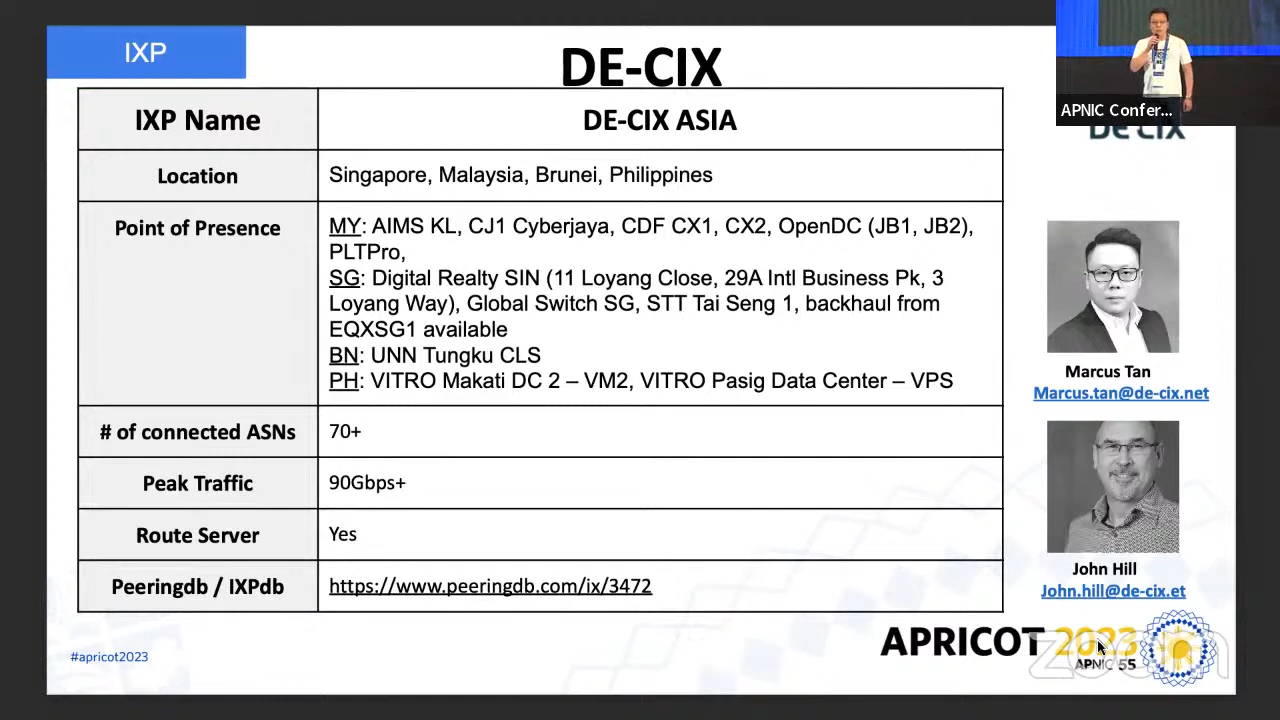 IXP
DE-CIX
APNIC Confer...
DE CIX
IXP Name
DE-CIX ASIA
Location
Singapore, Malaysia, Brunei, Philippines
Point of Presence
MY: AIMS KL, CJ1 Cyberjaya, CDF CX1, CX2, OpenDC (JB1, JB2),
PLTPro,
SG: Digital Realty SIN (11 Loyang Close, 29A Intl Business Pk, 3
Loyang Way), Global Switch SG, STT Tai Seng 1, backhaul from
EQXSG1 available
BN: UNN Tungku CLS
PH: VITRO Makati DC 2 – VM2, VITRO Pasig Data Center – VPS
# of connected ASNs
70+
Peak Traffic
90Gbps+
Route Server
Yes
Peeringdb / IXPdb
https://www.peeringdb.com/ix/3472
Marcus Tan
Marcus.tan@de-cix.net
John Hill
John.hill@de-cix.et
#apricot2023
APRICOT 2023
APNIC 55
zoom